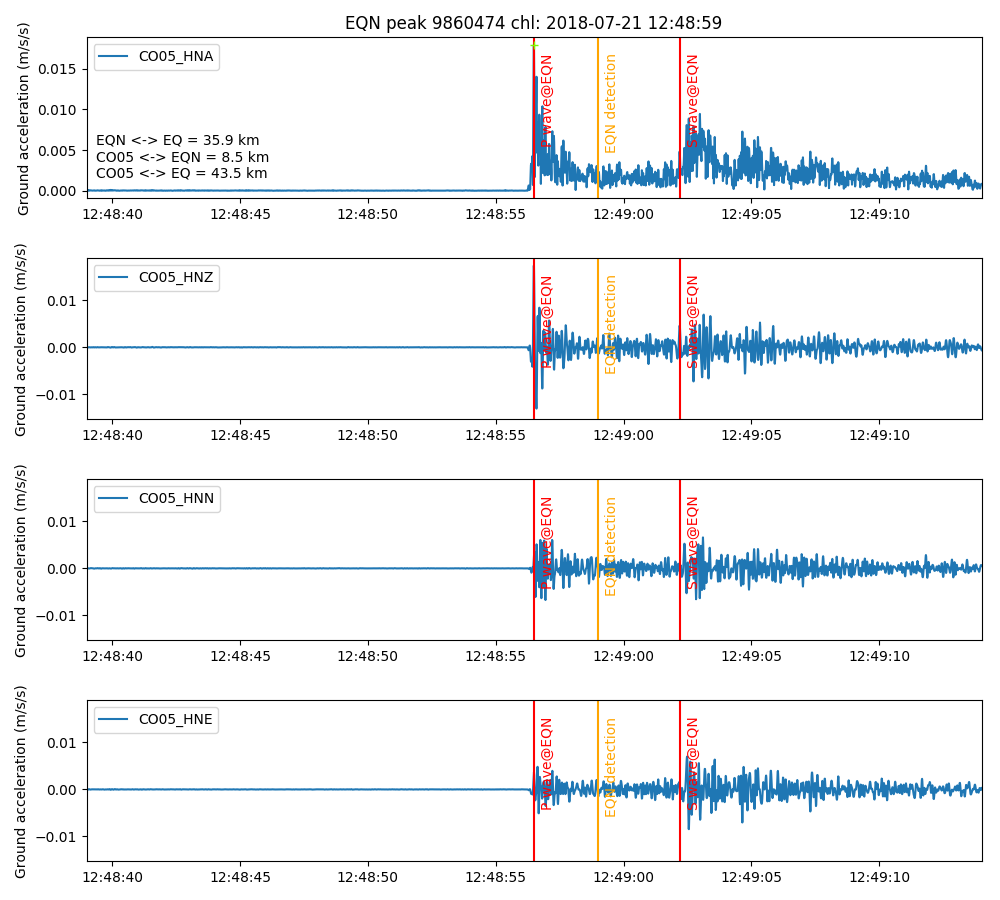 EQN peak 9860474 chl: 2018-07-21 12:48:59
Ground acceleration (m/s/s)
0.015
0.010
0.005
0.000
CO05_HNA
EQN <-> EQ = 35.9 km
CO05 <-> EQN = 8.5 km
CO05 <-> EQ = 43.5 km
P wave@EQN
EQN detection
S wave@EQN
12:48:40 12:48:45 12:48:50 12:48:55 12:49:00 12:49:05 12:49:10
Ground acceleration (m/s/s)
0.01
0.00
−0.01
CO05_HNZ
P wave@EQN
EQN detection
S wave@EQN
12:48:40 12:48:45 12:48:50 12:48:55 12:49:00 12:49:05 12:49:10
Ground acceleration (m/s/s)
0.01
0.00
−0.01
CO05_HNN
P wave@EQN
EQN detection
S wave@EQN
12:48:40 12:48:45 12:48:50 12:48:55 12:49:00 12:49:05 12:49:10
Ground acceleration (m/s/s)
0.01
0.00
−0.01
CO05_HNE
P wave@EQN
EQN detection
S wave@EQN
12:48:40 12:48:45 12:48:50 12:48:55 12:49:00 12:49:05 12:49:10